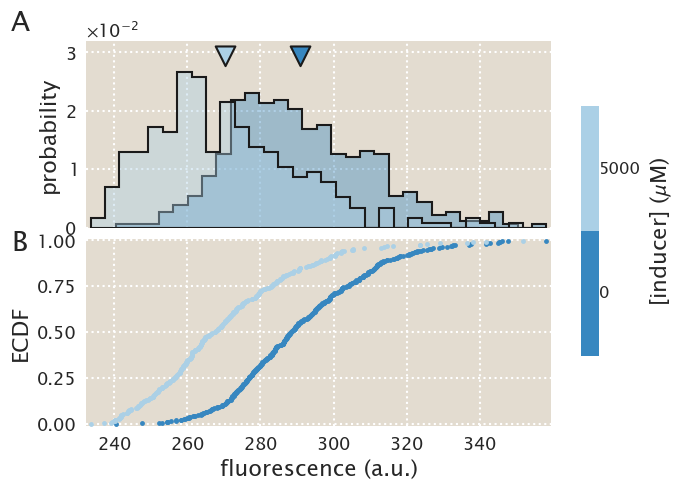 A
×10⁻²
3
2
1
0
probability
B
1.00
0.75
0.50
0.25
0.00
ECDF
240 260 280 300 320 340
fluorescence (a.u.)
5000
0
[inducer] (μM)